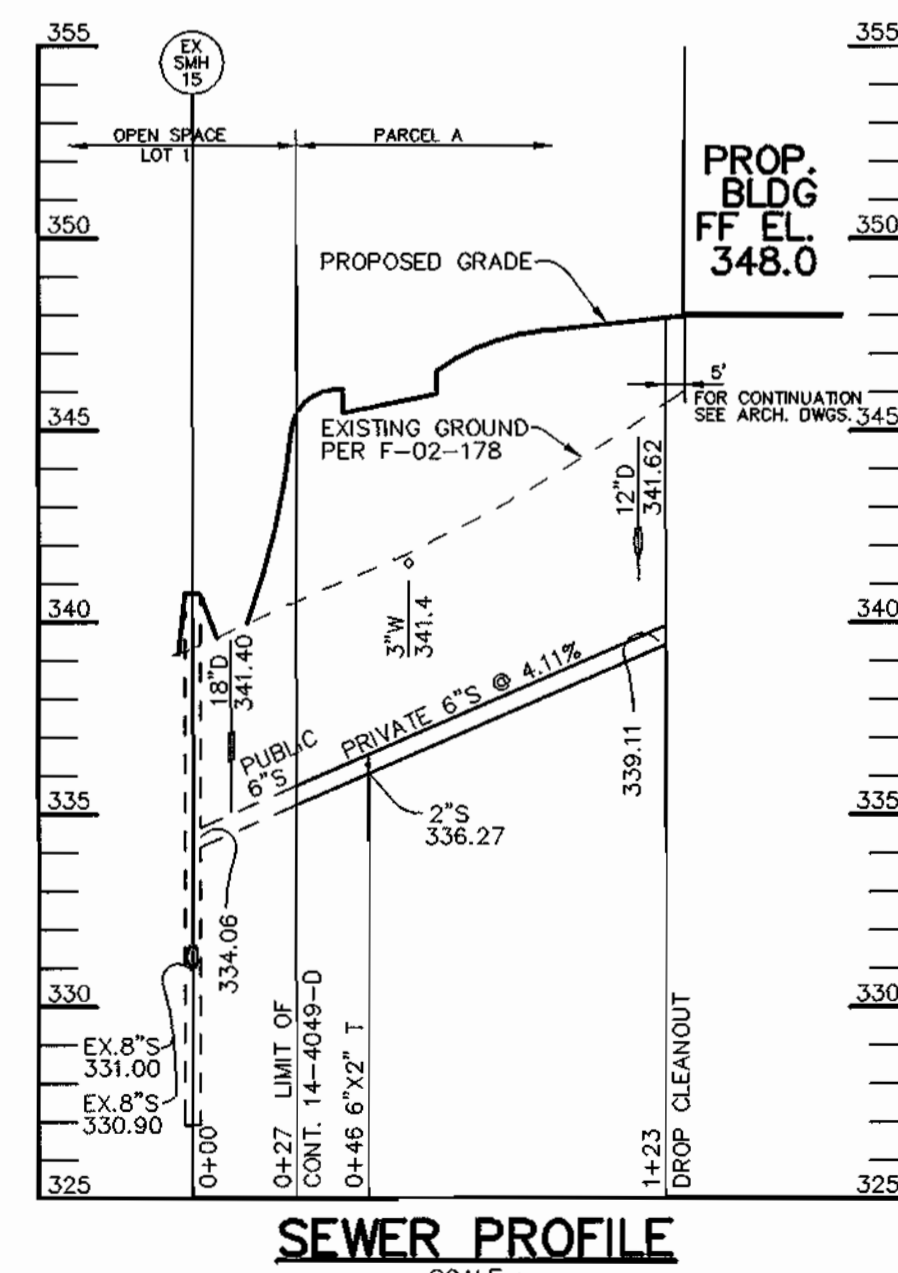 355
355
EX
SMH
15
OPEN SPACE
LOT 1
PARCEL A
PROP.
BLDG
FF EL.
348.0
350
350
PROPOSED GRADE
5'
FOR CONTINUATION
SEE ARCH. DWGS.
345
345
EXISTING GROUND
PER F-02-178
12"D
341.62
340
340
3"W
341.4
18"D
341.40
PUBLIC
6"S
PRIVATE 6"S @ 4.11%
339.11
335
335
2"S
336.27
334.06
330
330
EX.8"S
331.00
EX.8"S
330.90
0+00
0+27 LIMIT OF
CONT. 14-4049-D
0+46 6"X2" T
1+23
DROP CLEANOUT
325
325
SEWER PROFILE